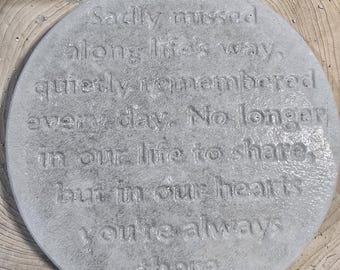 Sadly missed
along life's way,
quietly remembered
every day. No longer
in our life to share,
but in our hearts
you're always
there